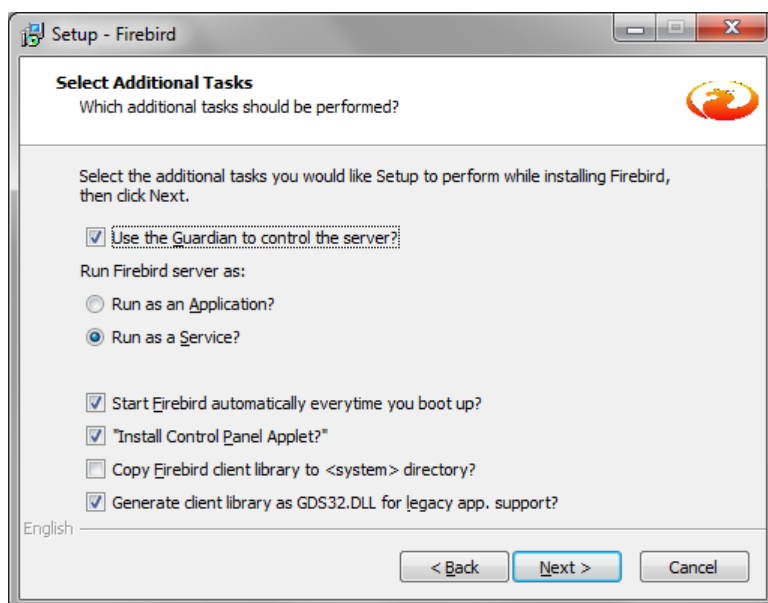 Setup - Firebird
Select Additional Tasks
Which additional tasks should be performed?
Select the additional tasks you would like Setup to perform while installing Firebird,
then click Next.
Use the Guardian to control the server?
Run Firebird server as:
Run as an Application?
Run as a Service?
Start Firebird automatically everytime you boot up?
"Install Control Panel Applet?"
Copy Firebird client library to <system> directory?
Generate client library as GDS32.DLL for legacy app. support?
English
< Back Next > Cancel